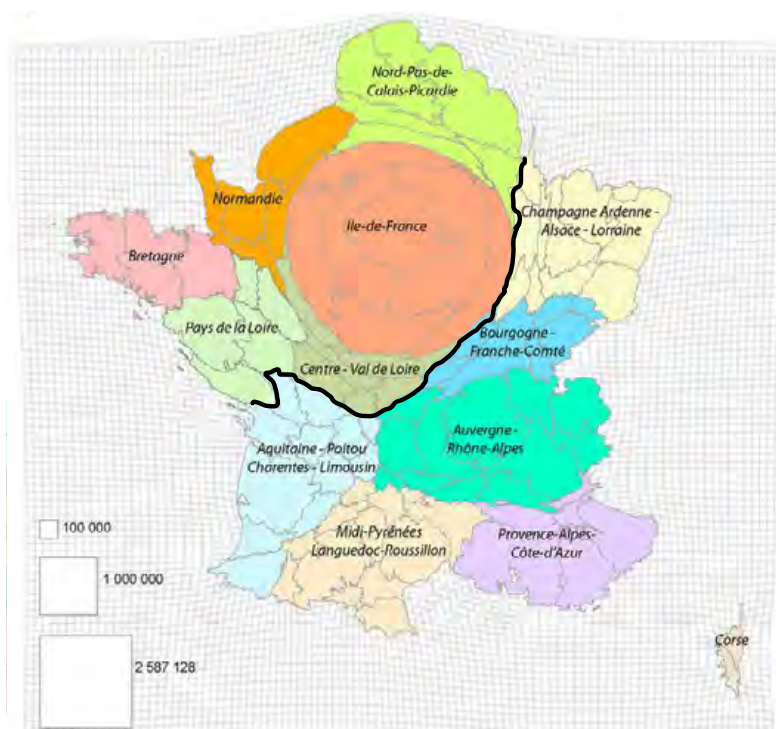 Nord-Pas-de-
Calais-Picardie
Normandie
Ile-de-France
Champagne Ardenne -
Alsace - Lorraine
Bretagne
Pays de la Loire
Bourgogne -
Franche-Comté
Centre - Val de Loire
Auvergne -
Rhône-Alpes
Aquitaine - Poitou
Charentes - Limousin
Midi-Pyrénées
Languedoc-Roussillon
Provence-Alpes-
Côte-d'Azur
100 000
1 000 000
2 587 128
Corse